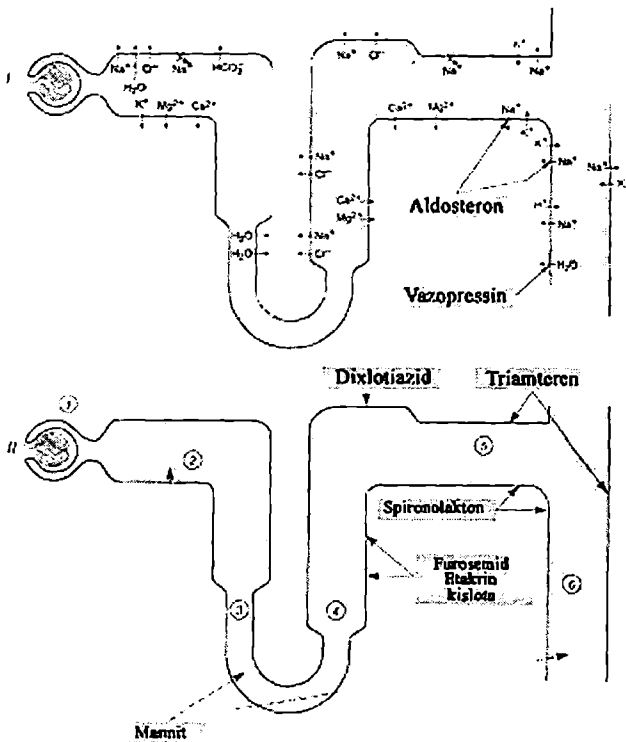 Na⁺ Cl⁻ Na⁺ HCO₃⁻
H₂O
K⁺ Mg²⁺ Ca²⁺
Na⁺ Cl⁻ Na⁺ K⁺ Na⁺
Ca²⁺ Mg²⁺ Na⁺
K⁺
K⁺
Na⁺
Cl⁻
Na⁺
Na⁺
K⁺
Aldosteron
Ca²⁺
Mg²⁺
H⁺
Na⁺
H₂O
H₂O
Na⁺
Cl⁻
H₂O
Vazopressin
Dixlotiazid
Triamteren
1
II
2
5
Spironolakton
Furosemid
Etakrin
kislota
3
4
6
Mannit